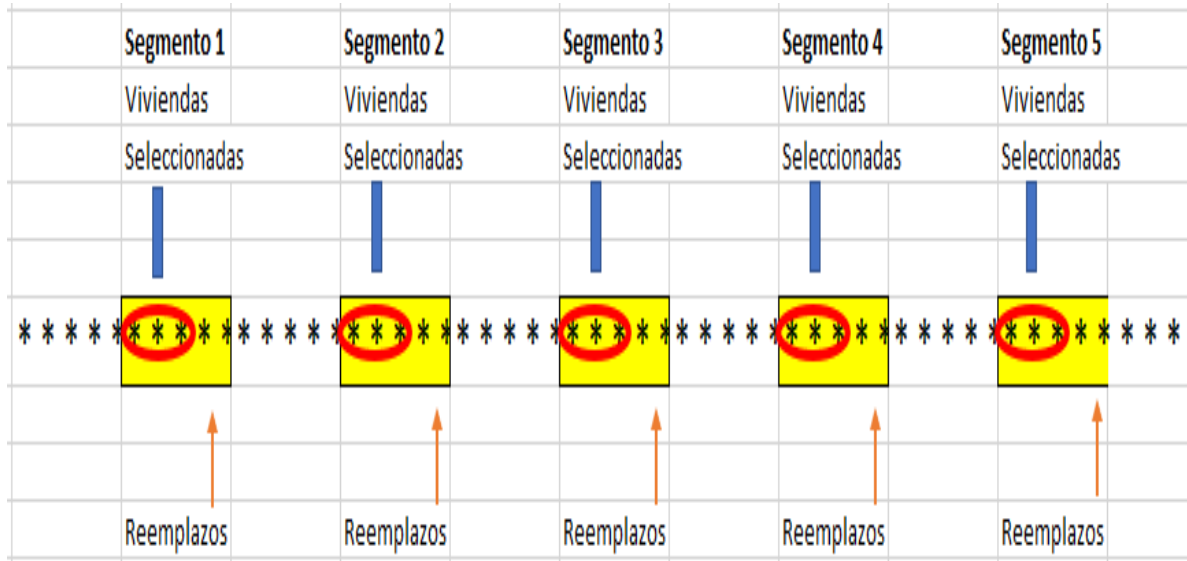 Segmento 1 Segmento 2 Segmento 3 Segmento 4 Segmento 5
Viviendas Viviendas Viviendas Viviendas Viviendas
Seleccionadas Seleccionadas Seleccionadas Seleccionadas Seleccionadas
* * * * * * * * * * * * * * * * * * * * * * * * * * * * * * * * * * * * * * * * * * * * * * * * * * *
Reemplazos Reemplazos Reemplazos Reemplazos Reemplazos